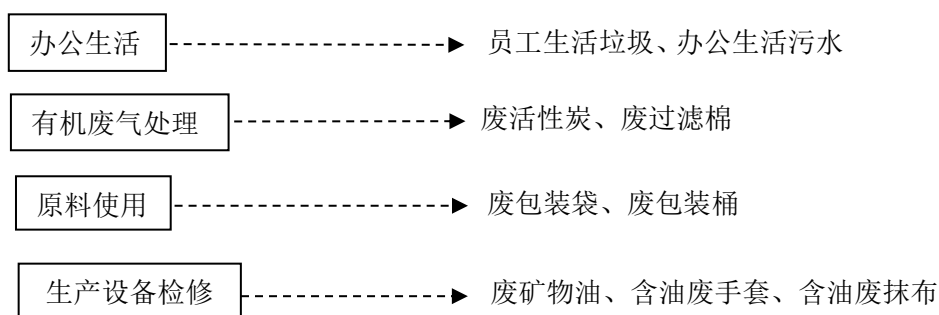 办公生活 员工生活垃圾、办公生活污水
有机废气处理 废活性炭、废过滤棉
原料使用 废包装袋、废包装桶
生产设备检修 废矿物油、含油废手套、含油废抹布